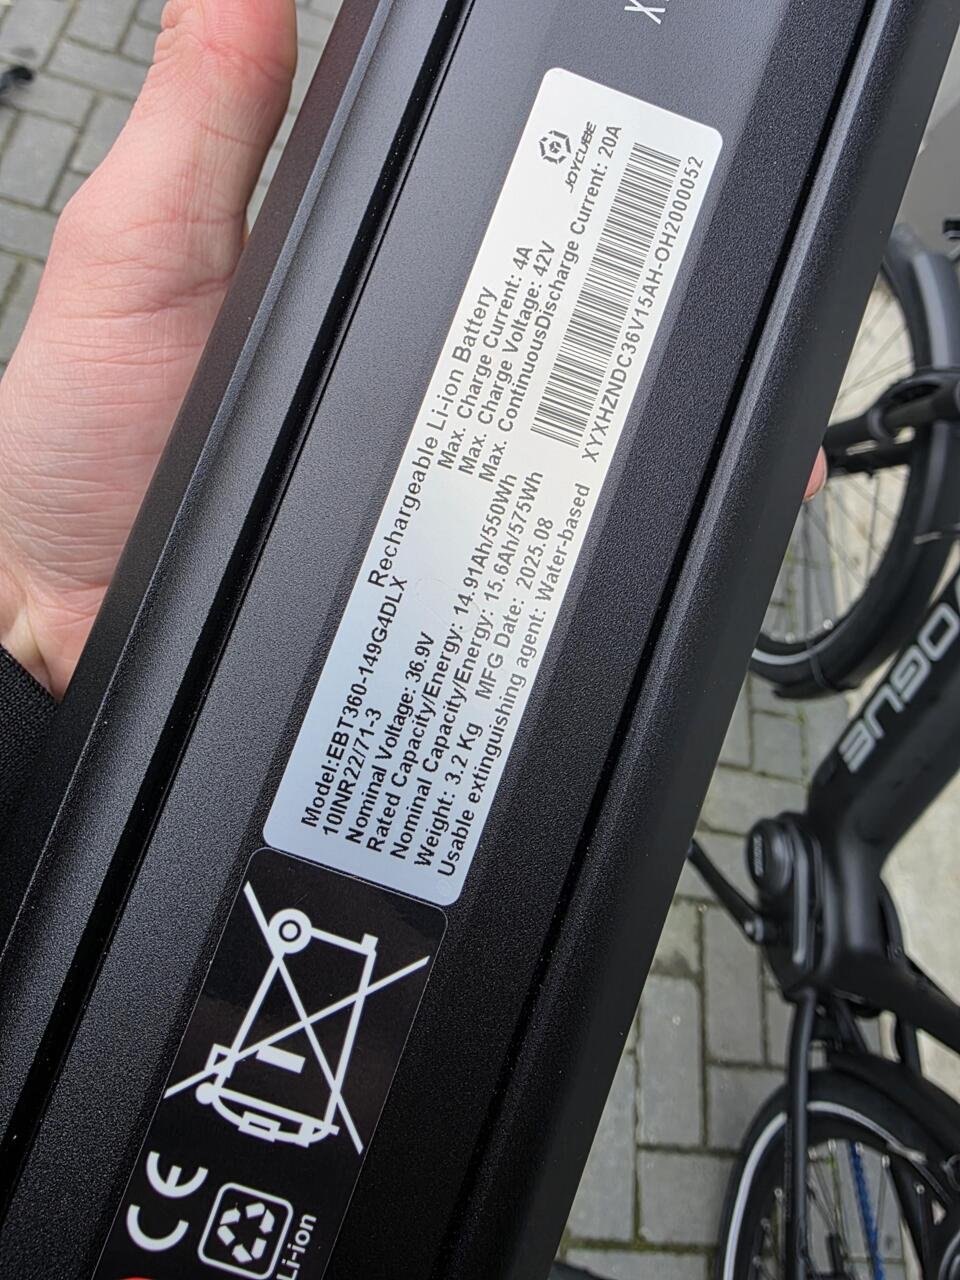 JOYCUBE
Rechargeable Li-ion Battery
Model:EBT360-149G4DLX
10INR22/71-3
Nominal Voltage: 36.9V
Rated Capacity/Energy: 14.91Ah/550Wh
Nominal Capacity/Energy: 15.6Ah/575Wh
Weight: 3.2 Kg MFG Date: 2025.08
Usable extinguishing agent: Water-based
Max. Charge Current: 4A
Max. Charge Voltage: 42V
Max. ContinuousDischarge Current: 20A
XYXHZNDC36V15AH-OH2000052
CE
Li-ion
VOGUE